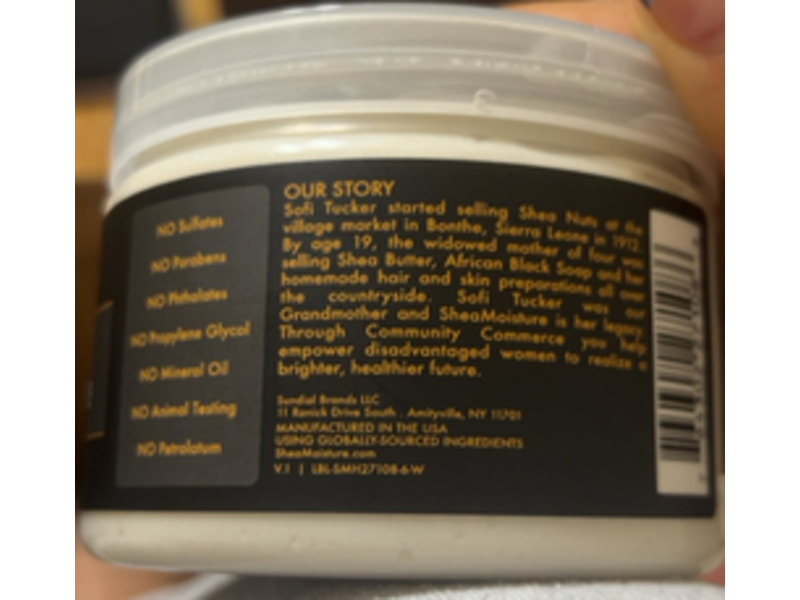 NO Sulfates
NO Parabens
NO Phthalates
NO Propylene Glycol
NO Mineral Oil
NO Animal Testing
NO Petrolatum
OUR STORY
Sofi Tucker started selling Shea Nuts at the
village market in Bonthe, Sierra Leone in 1912.
By age 19, the widowed mother of four was
selling Shea Butter, African Black Soap and her
homemade hair and skin preparations all over
the countryside. Sofi Tucker was our
Grandmother and SheaMoisture is her legacy.
Through Community Commerce you help
empower disadvantaged women to realize a
brighter, healthier future.
Sundial Brands LLC
11 Ranick Drive South . Amityville, NY 11701
MANUFACTURED IN THE USA
USING GLOBALLY-SOURCED INGREDIENTS
SheaMoisture.com
V.1 | LBL-SMH27108-6-W